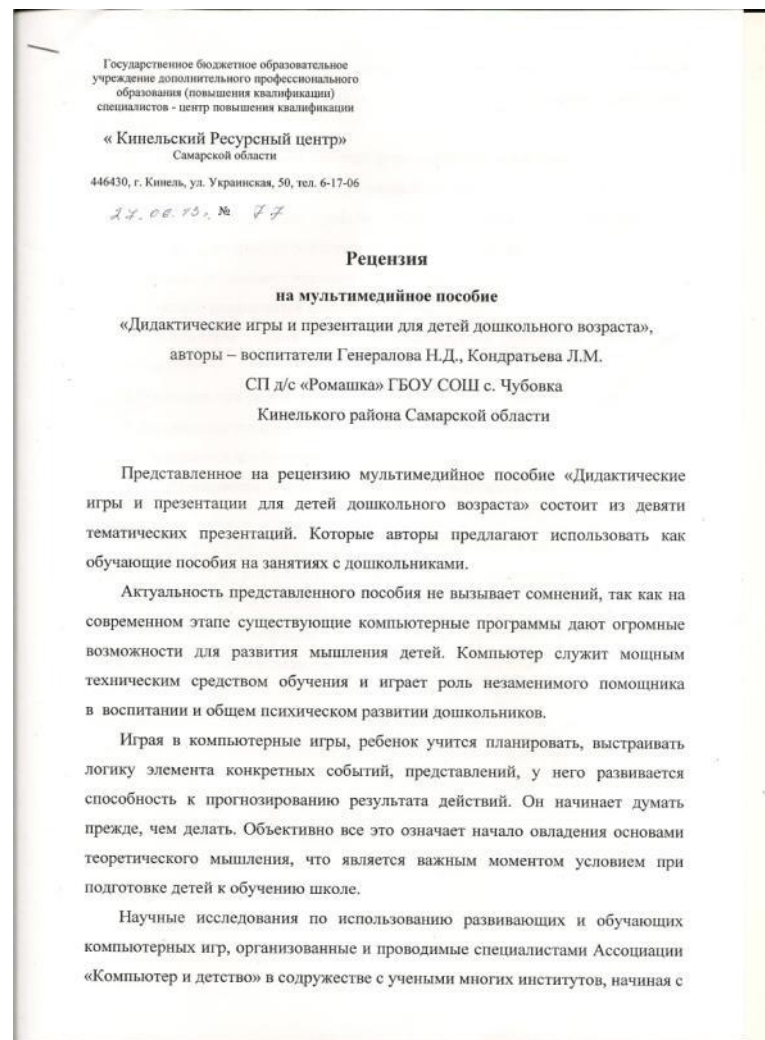 Государственное бюджетное образовательное
учреждение дополнительного профессионального
образования (повышения квалификации)
специалистов - центр повышения квалификации
« Кинельский Ресурсный центр»
Самарской области
446430, г. Кинель, ул. Украинская, 50, тел. 6-17-06
27.06.13г. № 77
Рецензия
на мультимедийное пособие
«Дидактические игры и презентации для детей дошкольного возраста»,
авторы – воспитатели Генералова Н.Д., Кондратьева Л.М.
СП д/с «Ромашка» ГБОУ СОШ с. Чубовка
Кинелького района Самарской области
Представленное на рецензию мультимедийное пособие «Дидактические
игры и презентации для детей дошкольного возраста» состоит из девяти
тематических презентаций. Которые авторы предлагают использовать как
обучающие пособия на занятиях с дошкольниками.
Актуальность представленного пособия не вызывает сомнений, так как на
современном этапе существующие компьютерные программы дают огромные
возможности для развития мышления детей. Компьютер служит мощным
техническим средством обучения и играет роль незаменимого помощника
в воспитании и общем психическом развитии дошкольников.
Играя в компьютерные игры, ребенок учится планировать, выстраивать
логику элемента конкретных событий, представлений, у него развивается
способность к прогнозированию результата действий. Он начинает думать
прежде, чем делать. Объективно все это означает начало овладения основами
теоретического мышления, что является важным моментом условием при
подготовке детей к обучению школе.
Научные исследования по использованию развивающих и обучающих
компьютерных игр, организованные и проводимые специалистами Ассоциации
«Компьютер и детство» в содружестве с учеными многих институтов, начиная с